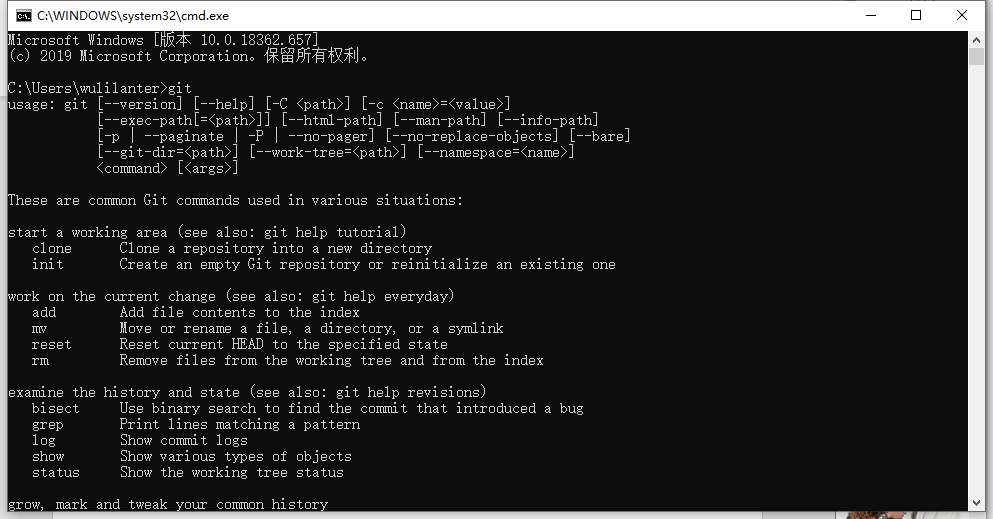 C:\WINDOWS\system32\cmd.exe
Microsoft Windows [版本 10.0.18362.657]
(c) 2019 Microsoft Corporation。保留所有权利。
C:\Users\wulilanter>git
usage: git [--version] [--help] [-C <path>] [-c <name>=<value>]
[--exec-path[=<path>]] [--html-path] [--man-path] [--info-path]
[-p | --paginate | -P | --no-pager] [--no-replace-objects] [--bare]
[--git-dir=<path>] [--work-tree=<path>] [--namespace=<name>]
<command> [<args>]
These are common Git commands used in various situations:
start a working area (see also: git help tutorial)
clone Clone a repository into a new directory
init Create an empty Git repository or reinitialize an existing one
work on the current change (see also: git help everyday)
add Add file contents to the index
mv Move or rename a file, a directory, or a symlink
reset Reset current HEAD to the specified state
rm Remove files from the working tree and from the index
examine the history and state (see also: git help revisions)
bisect Use binary search to find the commit that introduced a bug
grep Print lines matching a pattern
log Show commit logs
show Show various types of objects
status Show the working tree status
grow, mark and tweak your common history